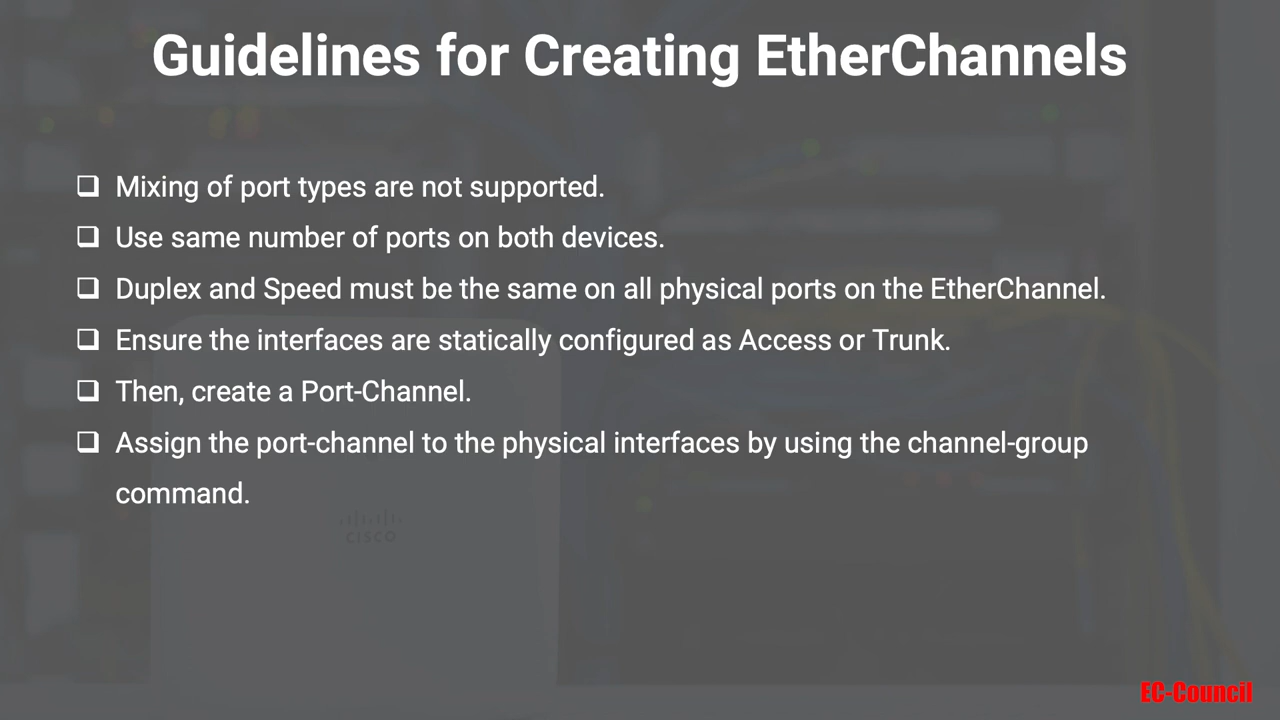 Guidelines for Creating EtherChannels
❑ Mixing of port types are not supported.
❑ Use same number of ports on both devices.
❑ Duplex and Speed must be the same on all physical ports on the EtherChannel.
❑ Ensure the interfaces are statically configured as Access or Trunk.
❑ Then, create a Port-Channel.
❑ Assign the port-channel to the physical interfaces by using the channel-group
command.
CISCO
EC-Council